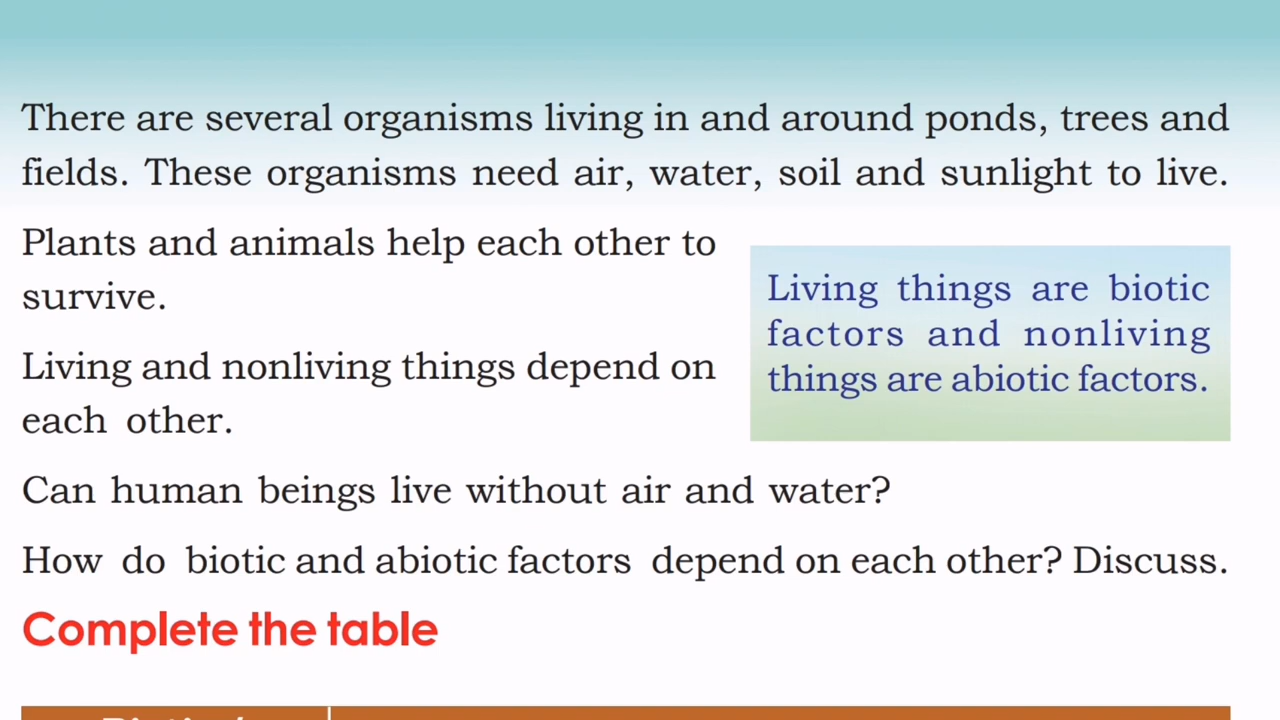 There are several organisms living in and around ponds, trees and
fields. These organisms need air, water, soil and sunlight to live.
Plants and animals help each other to
survive.
Living things are biotic
factors and nonliving
things are abiotic factors.
Living and nonliving things depend on
each other.
Can human beings live without air and water?
How do biotic and abiotic factors depend on each other? Discuss.
Complete the table